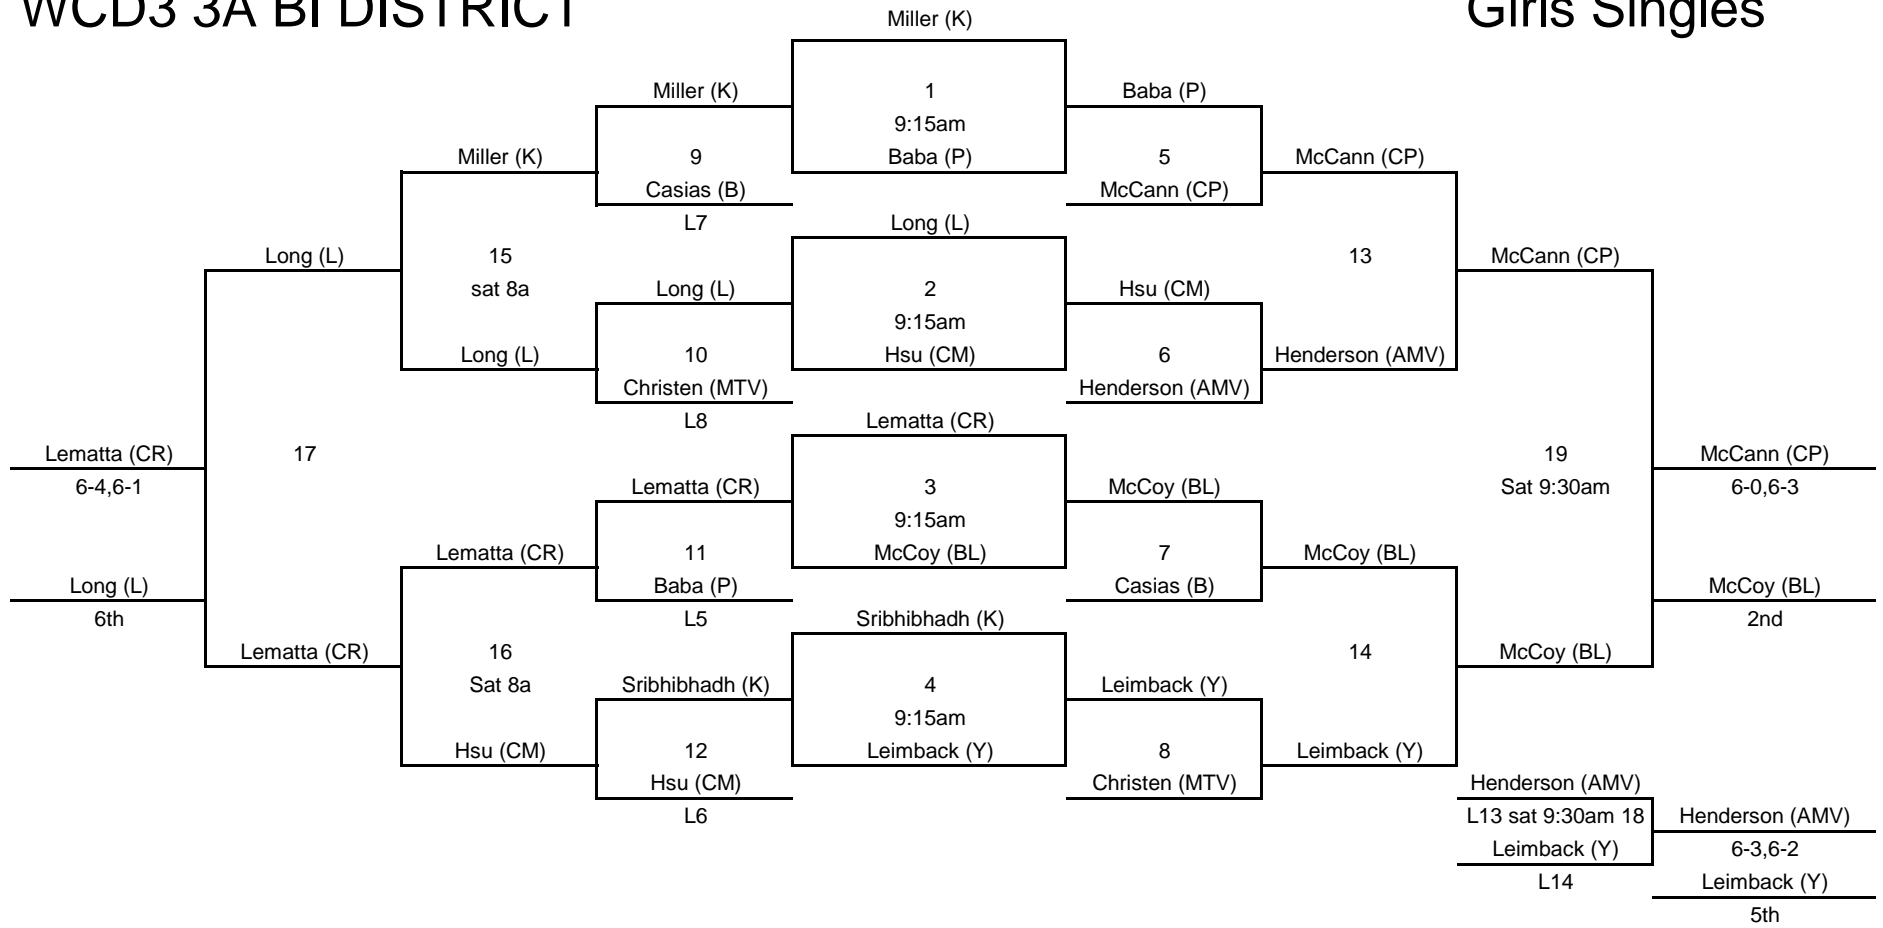 WCD3 3A BI DISTRICT
Girls Singles
Miller (K)
Miller (K)
1
Baba (P)
9:15am
Miller (K)
9
Baba (P)
5
McCann (CP)
Casias (B)
McCann (CP)
L7
Long (L)
Long (L)
15
13
McCann (CP)
sat 8a
Long (L)
2
Hsu (CM)
9:15am
Long (L)
10
Hsu (CM)
6
Henderson (AMV)
Christen (MTV)
Henderson (AMV)
L8
Lematta (CR)
Lematta (CR)
17
19
McCann (CP)
6-4,6-1
Lematta (CR)
3
McCoy (BL)
Sat 9:30am
6-0,6-3
9:15am
Lematta (CR)
11
McCoy (BL)
7
McCoy (BL)
Long (L)
Baba (P)
Casias (B)
McCoy (BL)
6th
L5
Sribhibhadh (K)
2nd
Lematta (CR)
16
14
McCoy (BL)
Sat 8a
Sribhibhadh (K)
4
Leimback (Y)
9:15am
Hsu (CM)
12
Leimback (Y)
8
Leimback (Y)
Hsu (CM)
Christen (MTV)
Henderson (AMV)
L6
L13 sat 9:30am 18
Henderson (AMV)
Leimback (Y)
6-3,6-2
L14
Leimback (Y)
5th